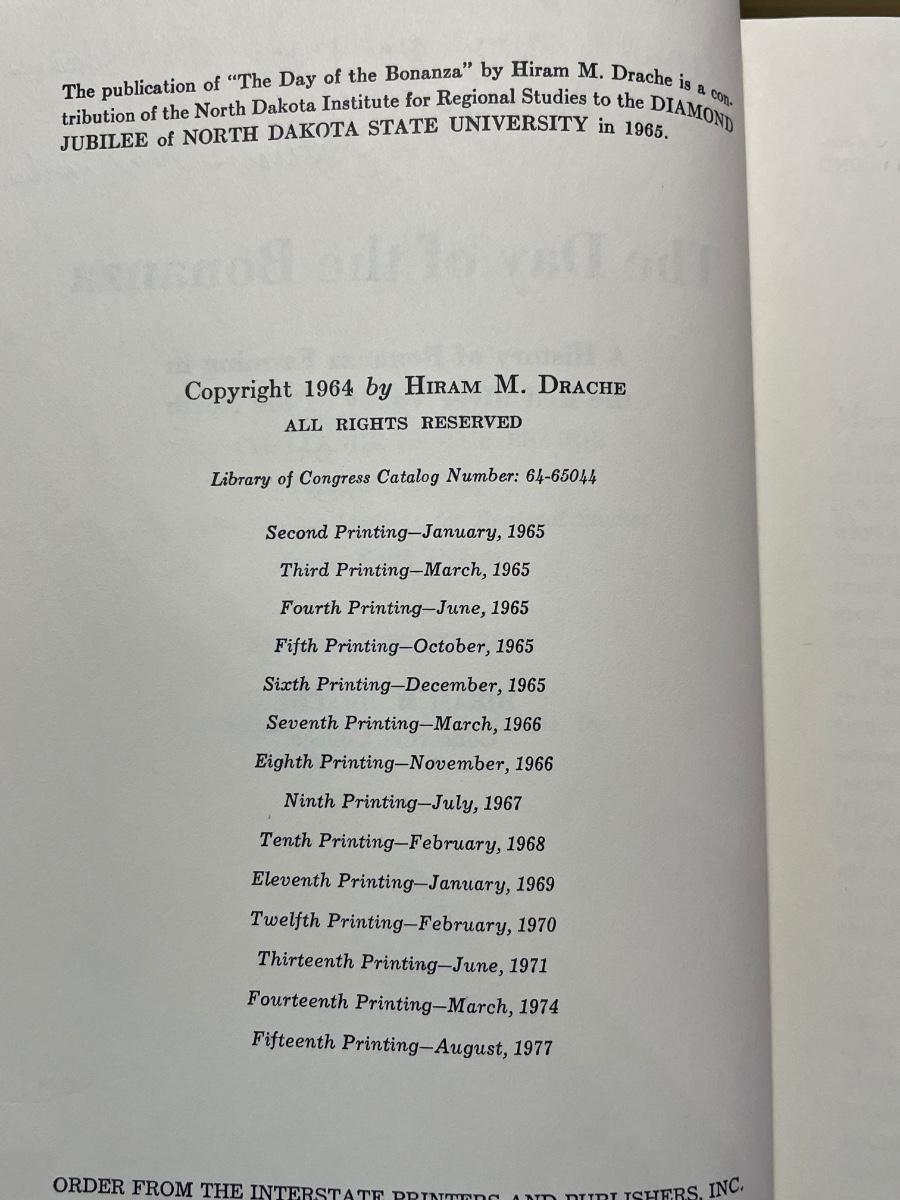 The publication of “The Day of the Bonanza” by Hiram M. Drache is a con-
tribution of the North Dakota Institute for Regional Studies to the DIAMOND
JUBILEE of NORTH DAKOTA STATE UNIVERSITY in 1965.
Copyright 1964 by HIRAM M. DRACHE
ALL RIGHTS RESERVED
Library of Congress Catalog Number: 64-65044
Second Printing—January, 1965
Third Printing—March, 1965
Fourth Printing—June, 1965
Fifth Printing—October, 1965
Sixth Printing—December, 1965
Seventh Printing—March, 1966
Eighth Printing—November, 1966
Ninth Printing—July, 1967
Tenth Printing—February, 1968
Eleventh Printing—January, 1969
Twelfth Printing—February, 1970
Thirteenth Printing—June, 1971
Fourteenth Printing—March, 1974
Fifteenth Printing—August, 1977
ORDER FROM THE INTERSTATE PRINTERS AND PUBLISHERS, INC.